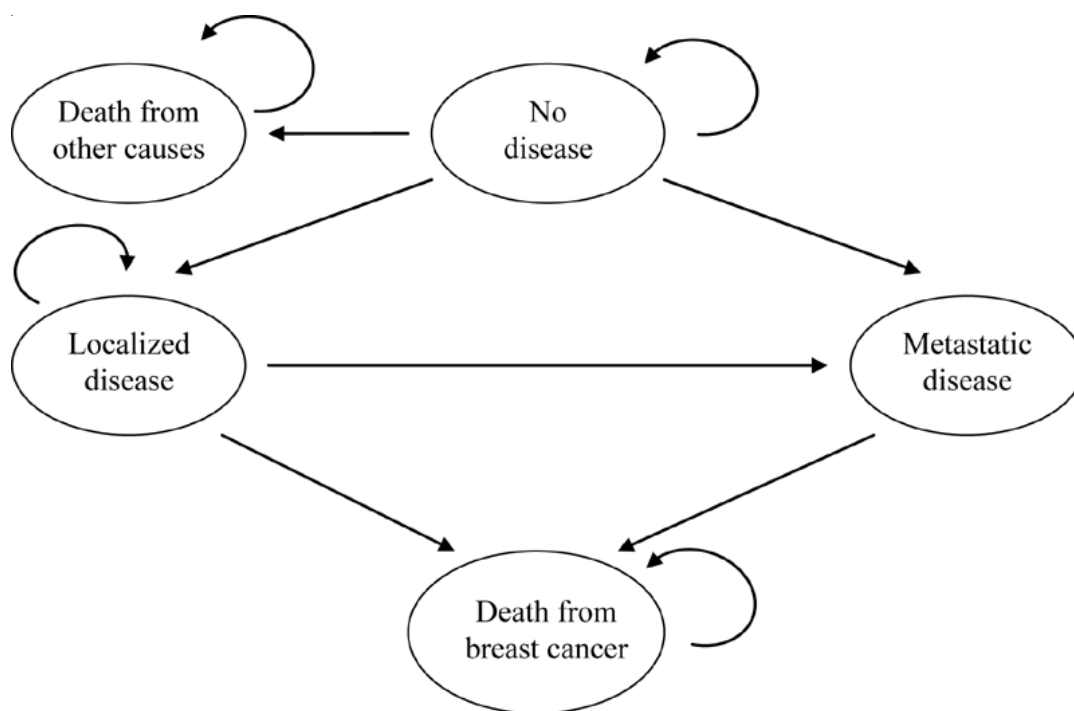 Death from
other causes
No
disease
Localized
disease
Metastatic
disease
Death from
breast cancer